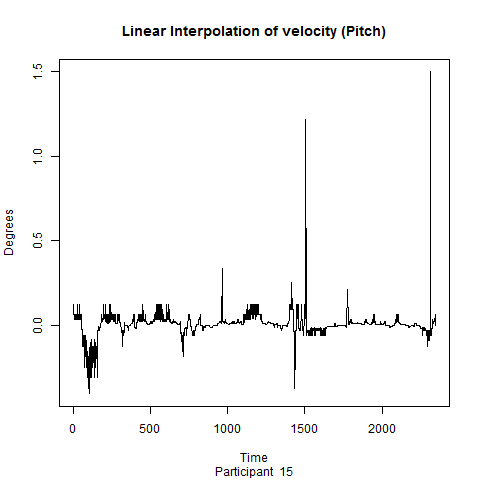 Linear Interpolation of velocity (Pitch)
1.5
1.0
0.5
0.0
Degrees
0 500 1000 1500 2000
Time
Participant 15